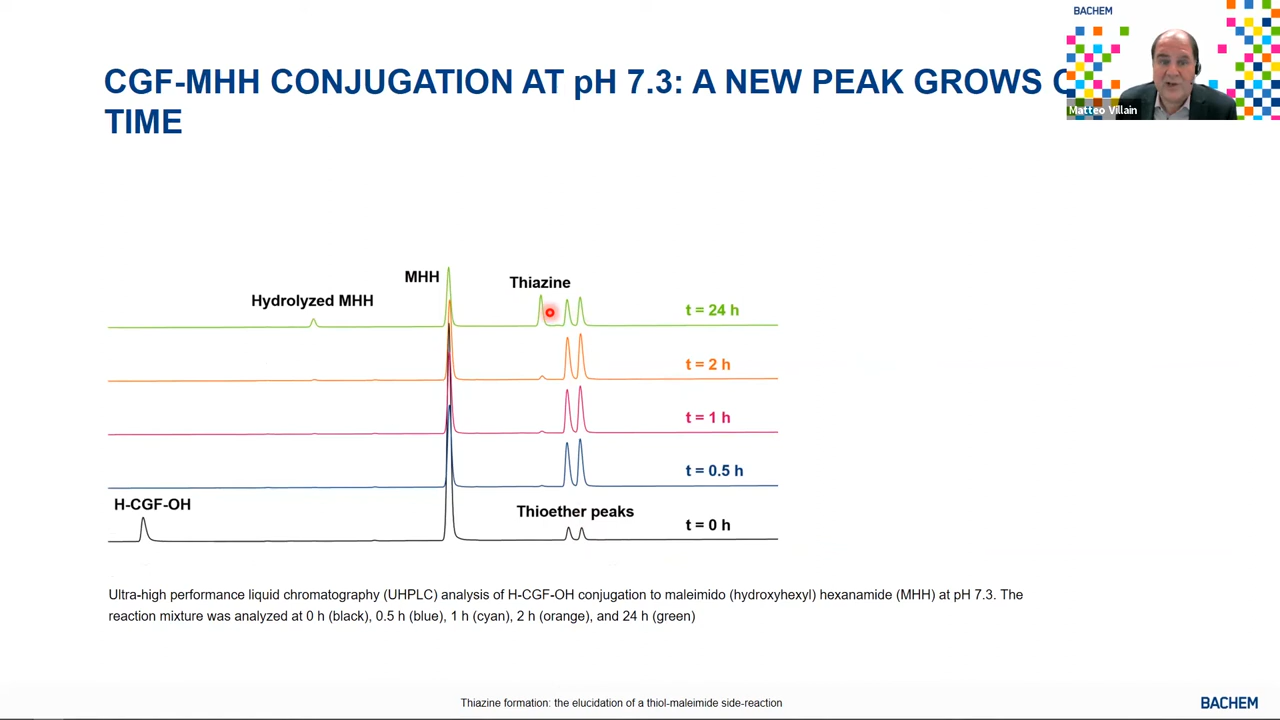 BACHEM
CGF-MHH CONJUGATION AT pH 7.3: A NEW PEAK GROWS
TIME
Matteo Villain
MHH
Thiazine
Hydrolyzed MHH
t = 24 h
t = 2 h
t = 1 h
t = 0.5 h
H-CGF-OH
Thioether peaks
t = 0 h
Ultra-high performance liquid chromatography (UHPLC) analysis of H-CGF-OH conjugation to maleimido (hydroxyhexyl) hexanamide (MHH) at pH 7.3. The
reaction mixture was analyzed at 0 h (black), 0.5 h (blue), 1 h (cyan), 2 h (orange), and 24 h (green)
Thiazine formation: the elucidation of a thiol-maleimide side-reaction
BACHEM